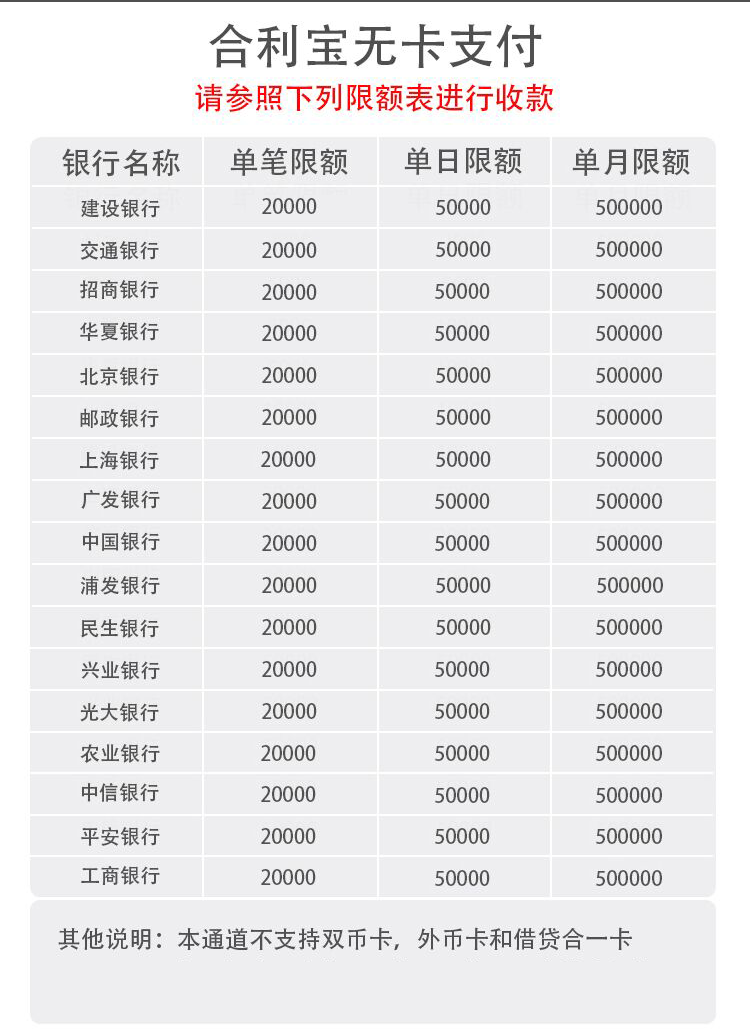 合利宝无卡支付
请参照下列限额表进行收款
银行名称 单笔限额 单日限额 单月限额
建设银行 20000 50000 500000
交通银行 20000 50000 500000
招商银行 20000 50000 500000
华夏银行 20000 50000 500000
北京银行 20000 50000 500000
邮政银行 20000 50000 500000
上海银行 20000 50000 500000
广发银行 20000 50000 500000
中国银行 20000 50000 500000
浦发银行 20000 50000 500000
民生银行 20000 50000 500000
兴业银行 20000 50000 500000
光大银行 20000 50000 500000
农业银行 20000 50000 500000
中信银行 20000 50000 500000
平安银行 20000 50000 500000
工商银行 20000 50000 500000
其他说明：本通道不支持双币卡，外币卡和借贷合一卡